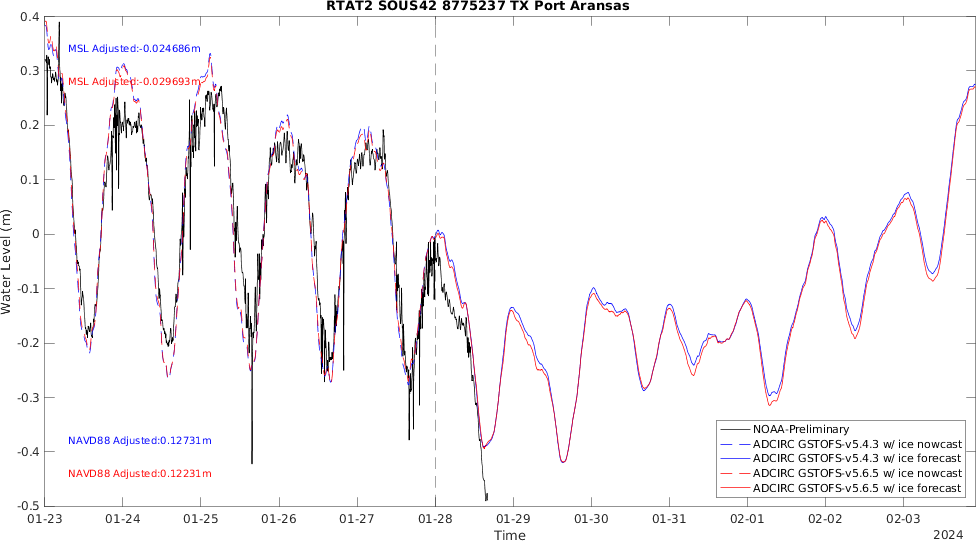 RTAT2 SOUS42 8775237 TX Port Aransas
0.4
MSL Adjusted:-0.024686m
0.3
MSL Adjusted:-0.029693m
0.2
0.1
0
Water Level (m)
-0.1
-0.2
-0.3
NAVD88 Adjusted:0.12731m
-0.4
NAVD88 Adjusted:0.12231m
-0.5
NOAA-Preliminary
ADCIRC GSTOFS-v5.4.3 w/ ice nowcast
ADCIRC GSTOFS-v5.4.3 w/ ice forecast
ADCIRC GSTOFS-v5.6.5 w/ ice nowcast
ADCIRC GSTOFS-v5.6.5 w/ ice forecast
01-23 01-24 01-25 01-26 01-27 01-28 01-29 01-30 01-31 02-01 02-02 02-03
Time
2024